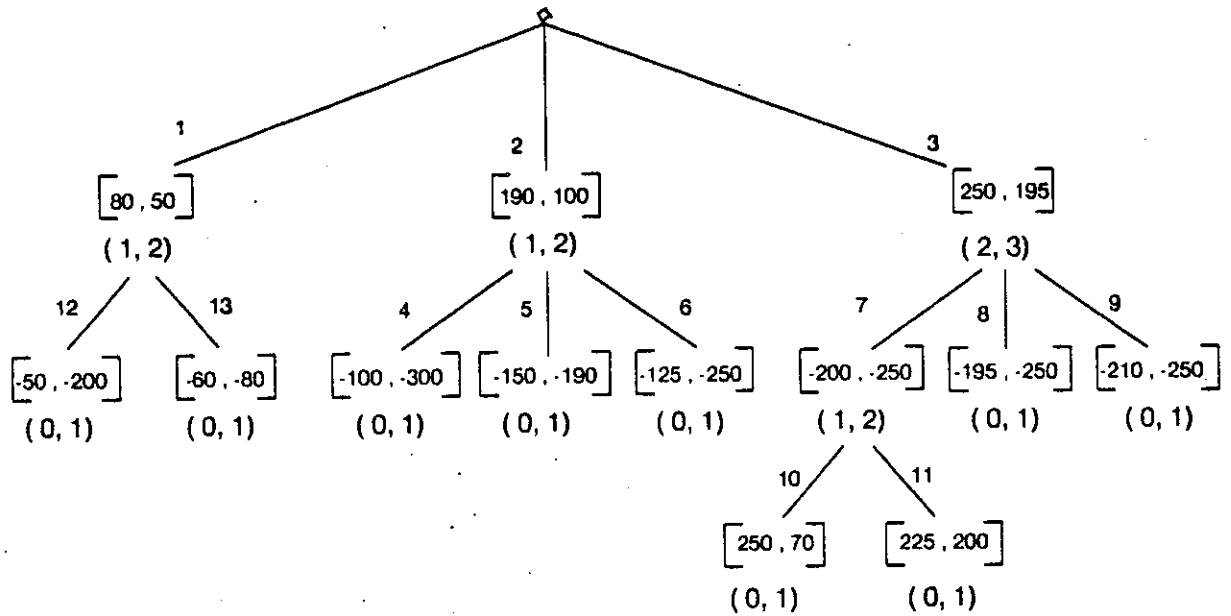 1 2 3
[80 , 50] [190 , 100] [250 , 195]
( 1, 2) ( 1, 2) ( 2, 3)
12 13 4 5 6 7 8 9
[-50 , -200] [-60 , -80] [-100 , -300] [-150 , -190] [-125 , -250] [-200 , -250] [-195 , -250] [-210 , -250]
( 0, 1) ( 0, 1) ( 0, 1) ( 0, 1) ( 0, 1) ( 1, 2) ( 0, 1) ( 0, 1)
10 11
[250 , 70] [225 , 200]
( 0, 1) ( 0, 1)